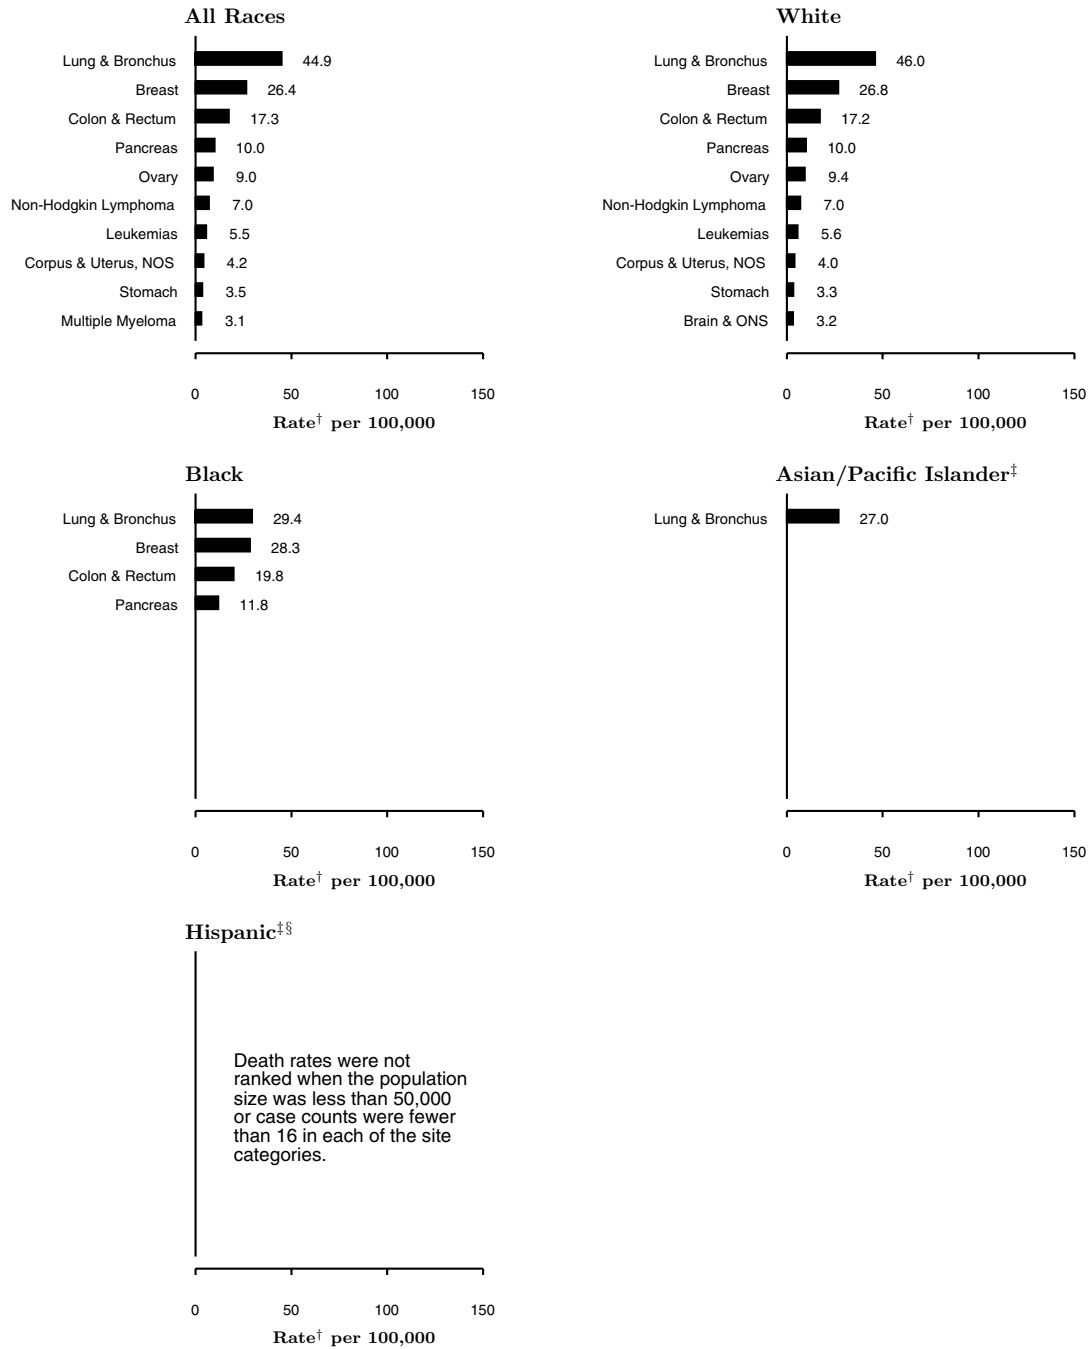 All Races
Lung & Bronchus 44.9
Breast 26.4
Colon & Rectum 17.3
Pancreas 10.0
Ovary 9.0
Non-Hodgkin Lymphoma 7.0
Leukemias 5.5
Corpus & Uterus, NOS 4.2
Stomach 3.5
Multiple Myeloma 3.1
0 50 100 150
Rate† per 100,000
White
Lung & Bronchus 46.0
Breast 26.8
Colon & Rectum 17.2
Pancreas 10.0
Ovary 9.4
Non-Hodgkin Lymphoma 7.0
Leukemias 5.6
Corpus & Uterus, NOS 4.0
Stomach 3.3
Brain & ONS 3.2
0 50 100 150
Rate† per 100,000
Black
Lung & Bronchus 29.4
Breast 28.3
Colon & Rectum 19.8
Pancreas 11.8
0 50 100 150
Rate† per 100,000
Asian/Pacific Islander‡
Lung & Bronchus 27.0
0 50 100 150
Rate† per 100,000
Hispanic‡§
Death rates were not
ranked when the population
size was less than 50,000
or case counts were fewer
than 16 in each of the site
categories.
0 50 100 150
Rate† per 100,000